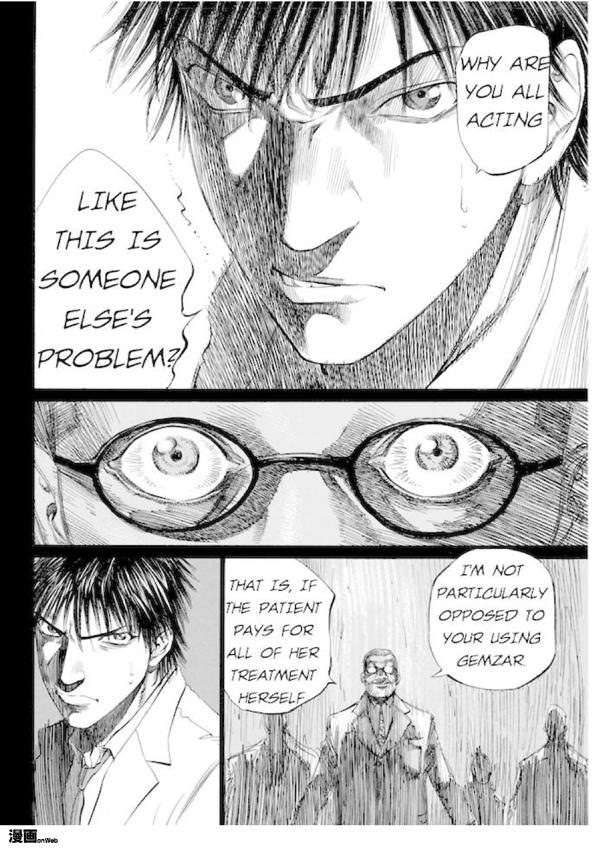 WHY ARE
YOU ALL
ACTING
LIKE
THIS IS
SOMEONE
ELSE'S
PROBLEM?
I'M NOT
PARTICULARLY
OPPOSED TO
YOUR USING
GEMZAR.
THAT IS, IF
THE PATIENT
PAYS FOR
ALL OF HER
TREATMENT
HERSELF.
漫画onWeb